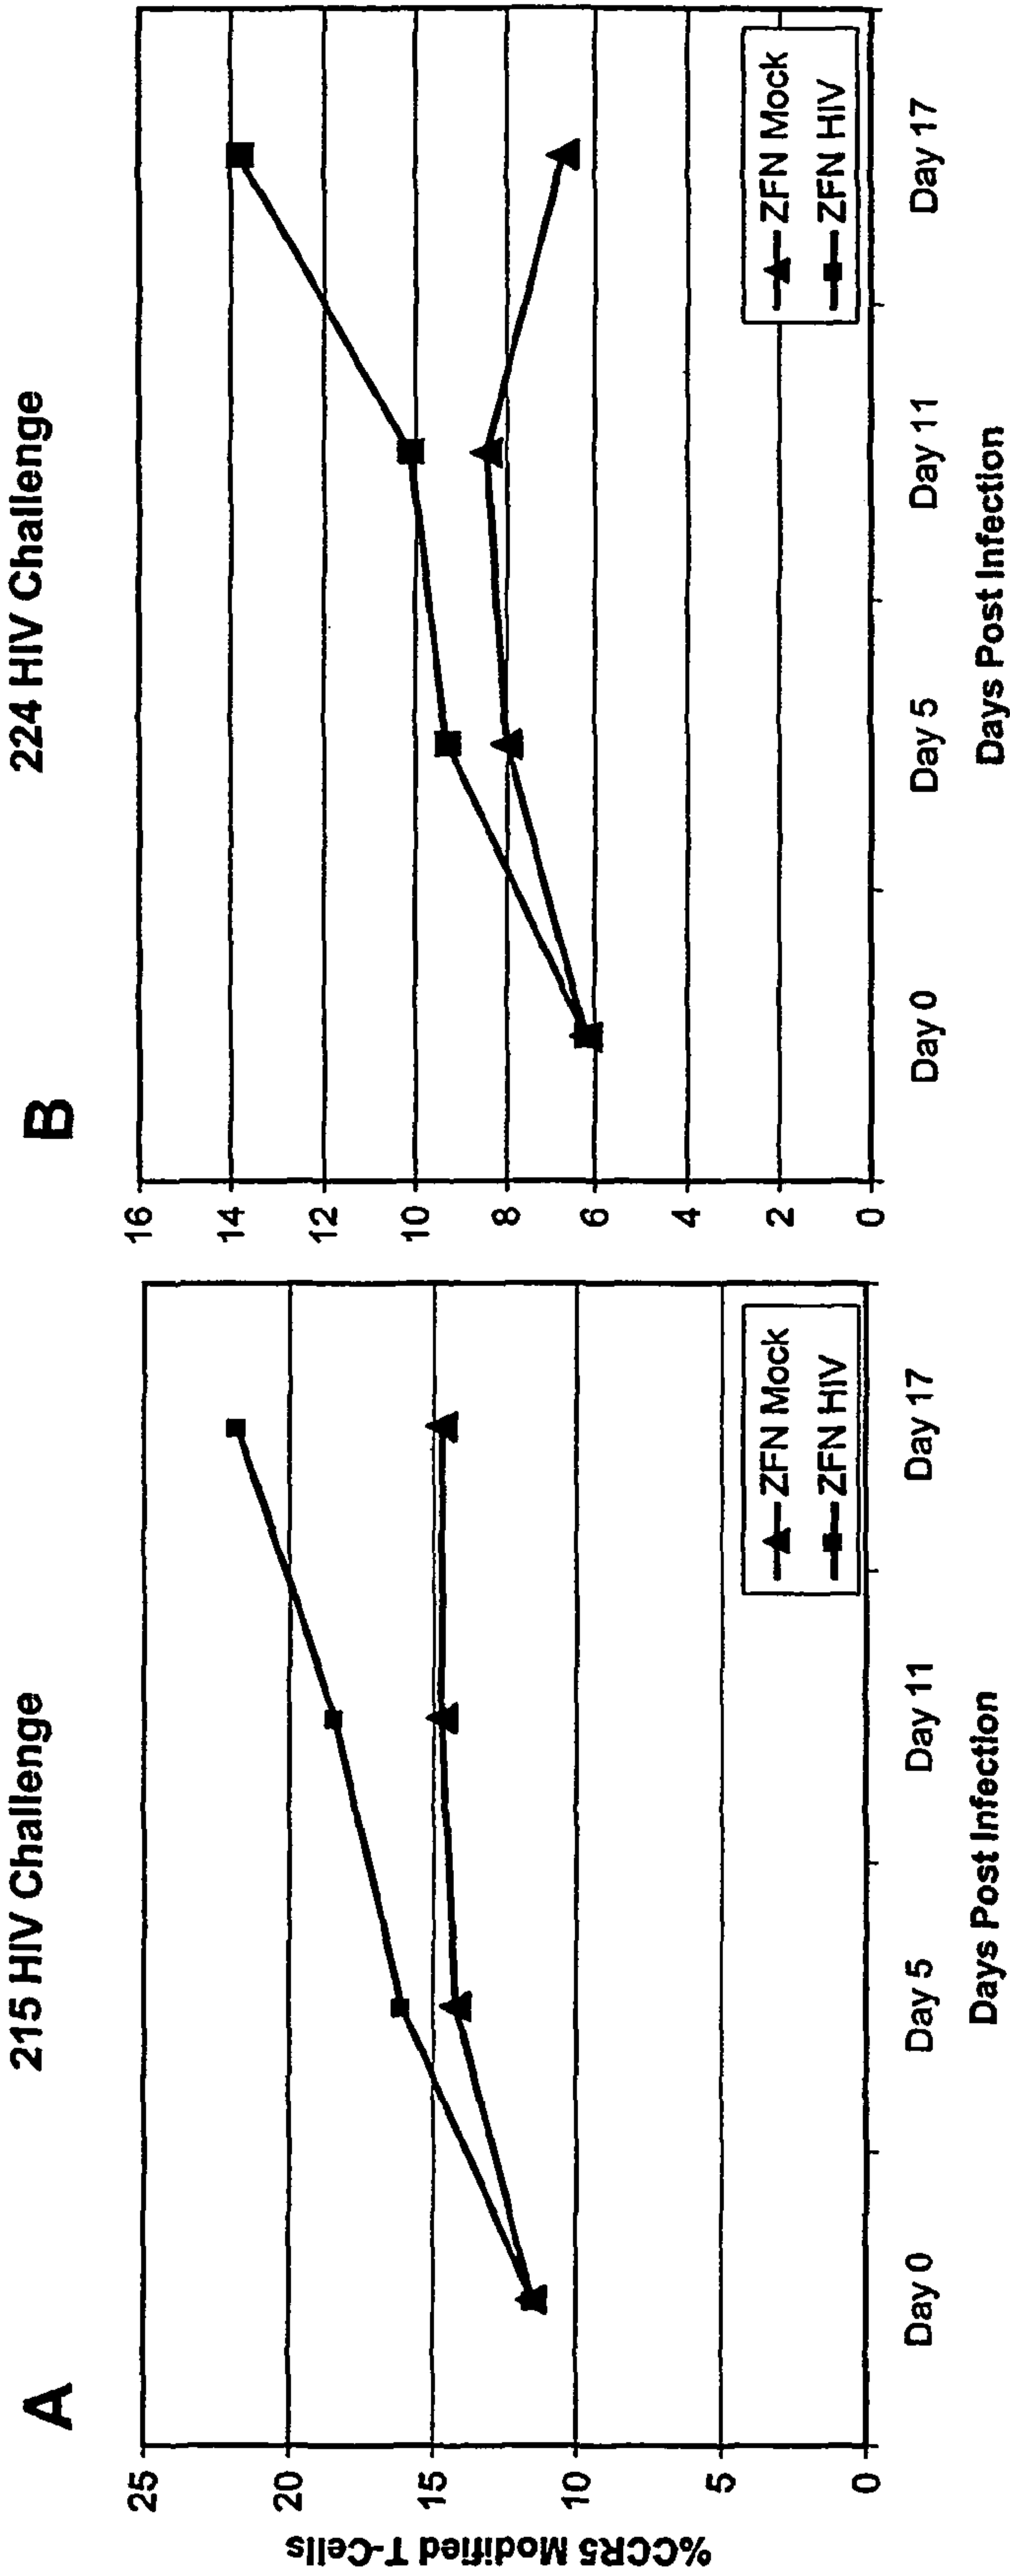 A
215 HIV Challenge
%CCR5 Modified T-Cells
25
20
15
10
5
0
Day 0
Day 5
Day 11
Day 17
Days Post Infection
ZFN Mock
ZFN HIV
B
224 HIV Challenge
16
14
12
10
8
6
4
2
0
Day 0
Day 5
Day 11
Day 17
Days Post Infection
ZFN Mock
ZFN HIV